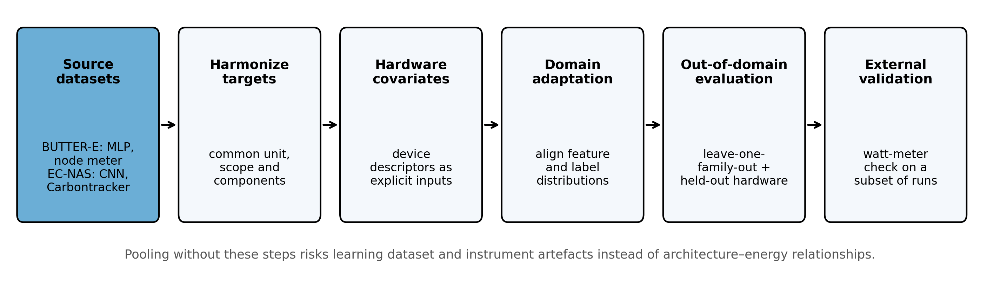 Source
datasets
BUTTER-E: MLP,
node meter
EC-NAS: CNN,
Carbontracker
Harmonize
targets
common unit,
scope and
components
Hardware
covariates
device
descriptors as
explicit inputs
Domain
adaptation
align feature
and label
distributions
Out-of-domain
evaluation
leave-one-
family-out +
held-out hardware
External
validation
watt-meter
check on a
subset of runs
Pooling without these steps risks learning dataset and instrument artefacts instead of architecture–energy relationships.